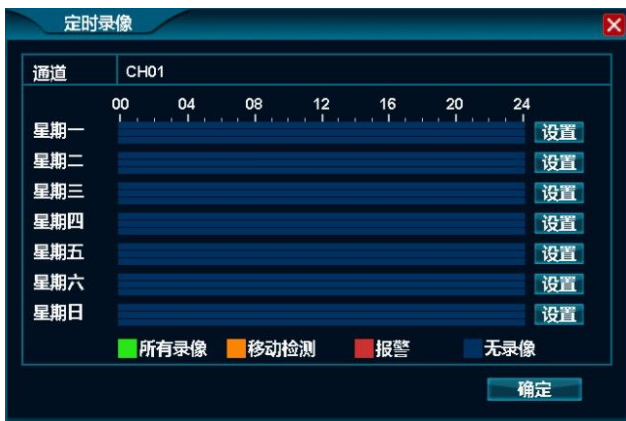 定时录像
通道 CH01
00 04 08 12 16 20 24
星期一 设置
星期二 设置
星期三 设置
星期四 设置
星期五 设置
星期六 设置
星期日 设置
所有录像 移动检测 报警 无录像
确定